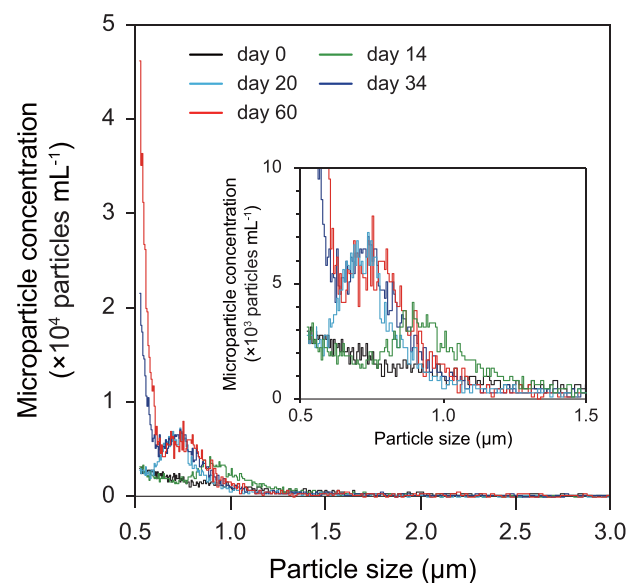 Microparticle concentration
(×10⁴ particles mL⁻¹)
5
4
3
2
1
0
day 0
day 14
day 20
day 34
day 60
Microparticle concentration
(×10³ particles mL⁻¹)
10
5
0
0.5 1.0 1.5
Particle size (µm)
0.5 1.0 1.5 2.0 2.5 3.0
Particle size (µm)